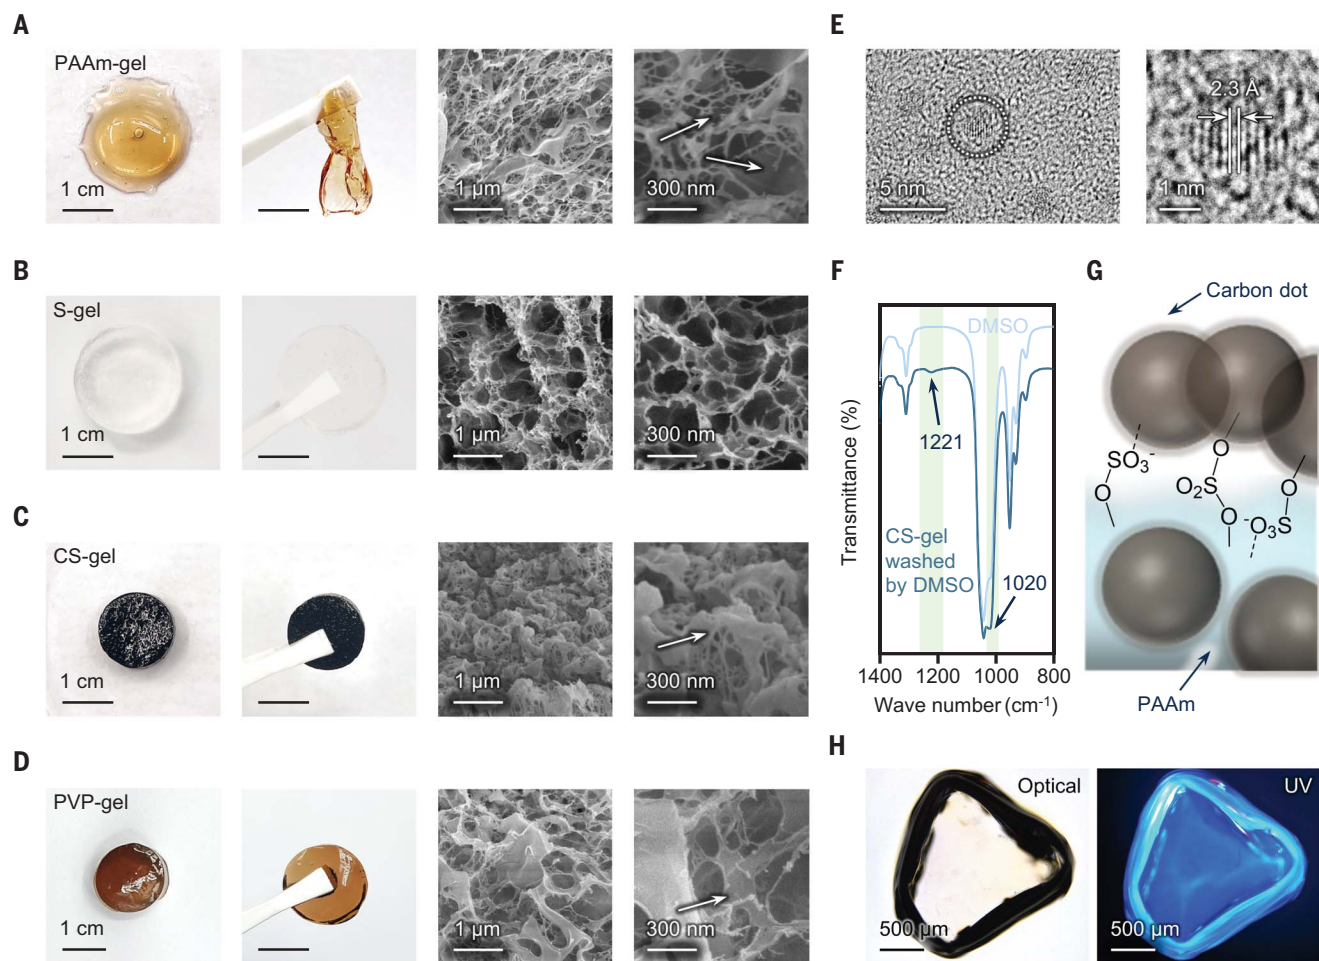 A
PAAm-gel
1 cm
1 μm
300 nm
B
S-gel
1 cm
1 μm
300 nm
C
CS-gel
1 cm
1 μm
300 nm
D
PVP-gel
1 cm
1 μm
300 nm
E
5 nm
2.3 Å
1 nm
F
Transmittance (%)
DMSO
1221
CS-gel
washed
by DMSO
1020
1400 1200 1000 800
Wave number (cm-1)
G
Carbon dot
SO3-
O
O
O2S
O
O
-O3S
PAAm
H
Optical
500 μm
UV
500 μm